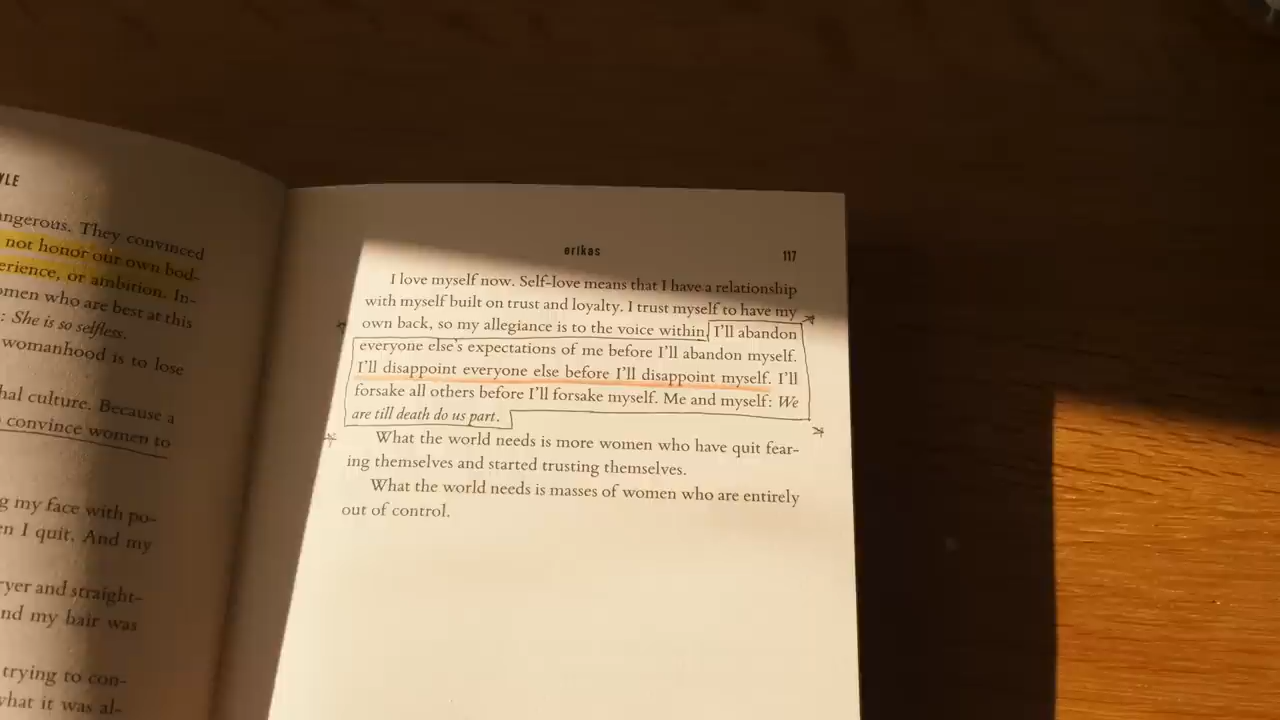 angerous. They convinced
not honor our own bod-
erience, or ambition. In-
omen who are best at this
: She is so selfless.
womanhood is to lose
hal culture. Because a
convince women to
g my face with po-
en I quit. And my
ryer and straight-
nd my hair was
trying to con-
what it was al-
erikas 117
I love myself now. Self-love means that I have a relationship
with myself built on trust and loyalty. I trust myself to have my
own back, so my allegiance is to the voice within. I'll abandon
everyone else's expectations of me before I'll abandon myself.
I'll disappoint everyone else before I'll disappoint myself. I'll
forsake all others before I'll forsake myself. Me and myself: We
are till death do us part.
What the world needs is more women who have quit fear-
ing themselves and started trusting themselves.
What the world needs is masses of women who are entirely
out of control.